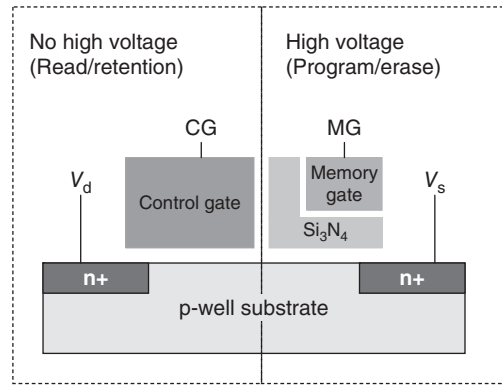 No high voltage
(Read/retention)
High voltage
(Program/erase)
CG
MG
Vd
Control gate
Memory
gate
Vs
Si3N4
n+
n+
p-well substrate